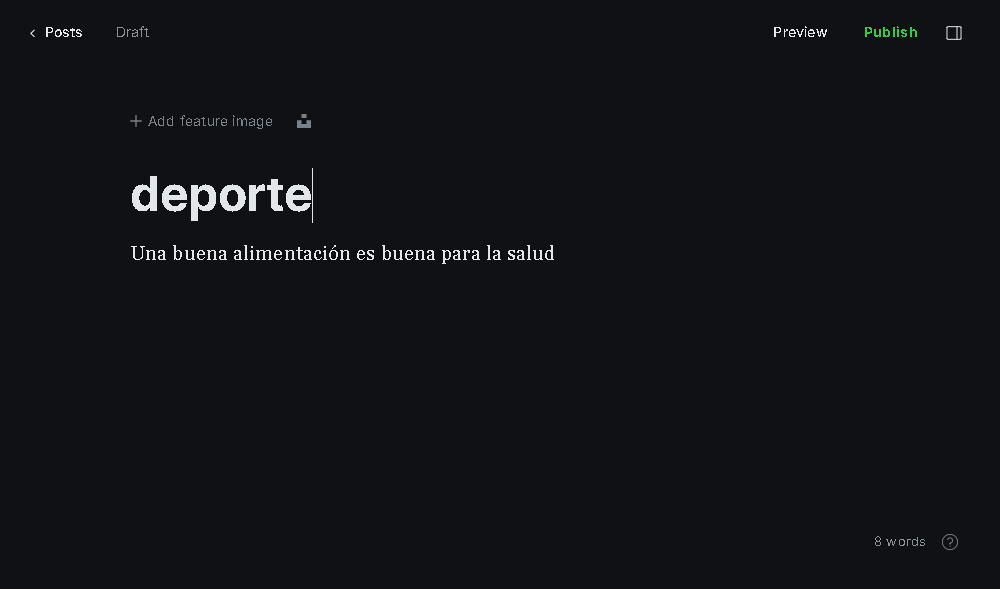 Posts
Draft
Preview
Publish
Add feature image
deporte
Una buena alimentación es buena para la salud
8 words
?